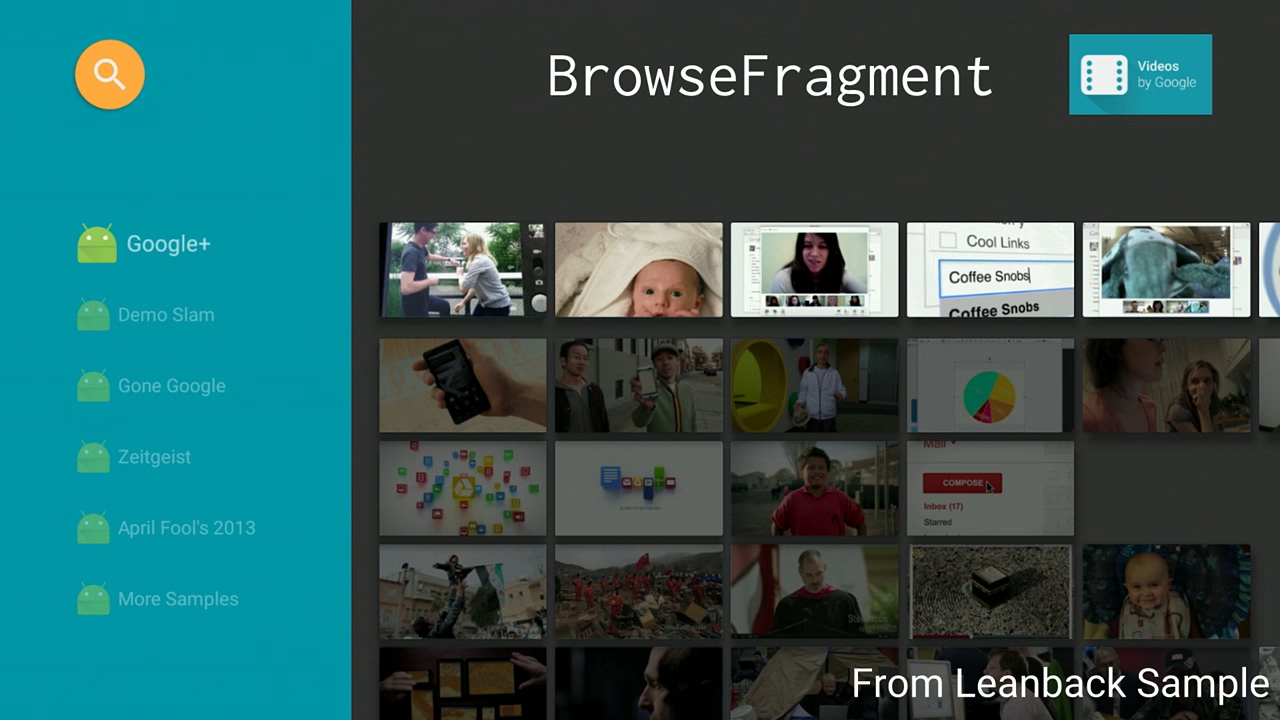 BrowseFragment
Videos
by Google
Google+
Demo Slam
Gone Google
Zeitgeist
April Fool's 2013
More Samples
Cool Links
Coffee Snobs
Coffee Snobs
Mail
COMPOSE
Inbox (17)
Starred
From Leanback Sample